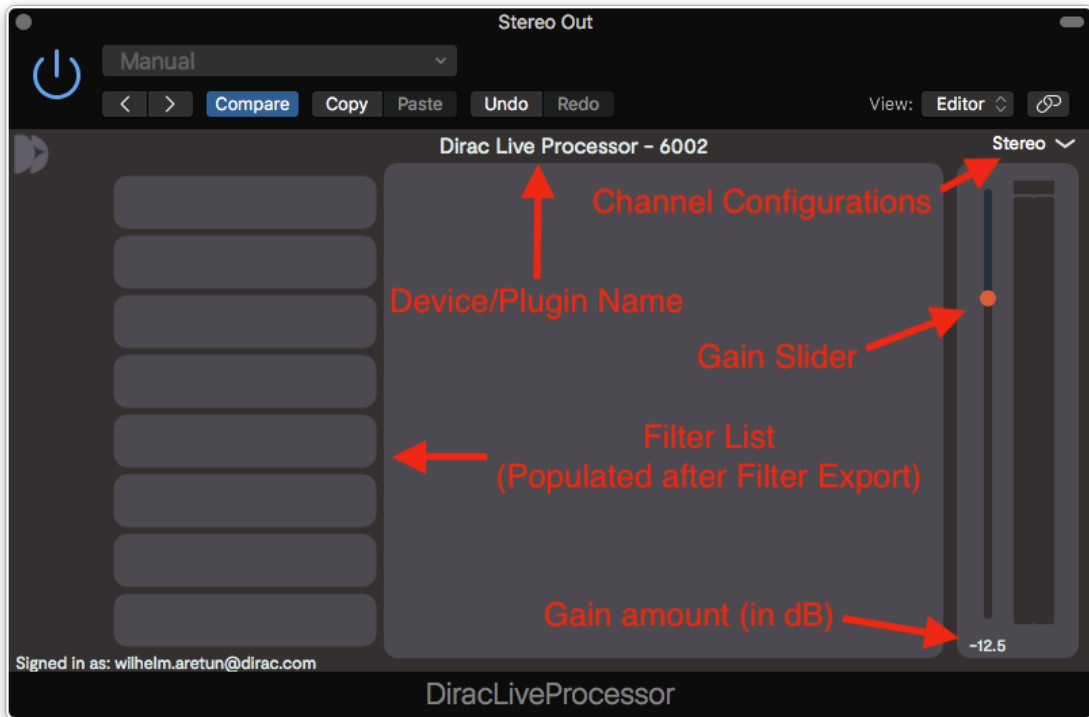 Stereo Out
Manual
Compare Copy Paste Undo Redo View: Editor
Dirac Live Processor - 6002 Stereo
Channel Configurations
Device/Plugin Name
Gain Slider
Filter List
(Populated after Filter Export)
Gain amount (in dB)
-12.5
Signed in as: wilhelm.aretun@dirac.com
DiracLiveProcessor